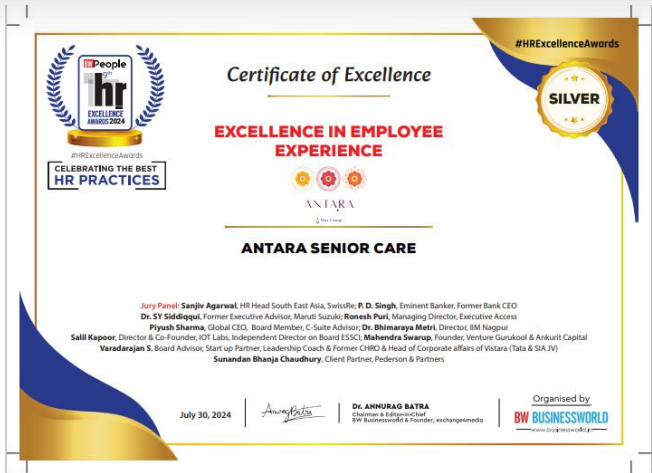 #HRExcellenceAwards
BW People
9th
hr
EXCELLENCE
AWARDS 2024
#HRExcellenceAwards
CELEBRATING THE BEST
HR PRACTICES
SILVER
Certificate of Excellence
EXCELLENCE IN EMPLOYEE
EXPERIENCE
ANTARA
ANTARA SENIOR CARE
Jury Panel: Sanjiv Agarwal, HR Head South East Asia, SwissRe; P. D. Singh, Eminent Banker, Former Bank CEO
Dr. SY Siddiqqui, Former Executive Advisor, Maruti Suzuki; Ronesh Puri, Managing Director, Executive Access
Piyush Sharma, Global CEO, Board Member, C-Suite Advisor; Dr. Bhimaraya Metri, Director, IIM Nagpur
Salil Kapoor, Director & Co-Founder, IOT Labs, Independent Director on Board ESSCI; Mahendra Swarup, Founder, Venture Gurukool & Ankurit Capital
Varadarajan S, Board Advisor, Start up Partner, Leadership Coach & Former CHRO & Head of Corporate affairs of Vistara (Tata & SIA JV)
Sunandan Bhanja Chaudhury, Client Partner, Pederson & Partners
July 30, 2024
Anurag Batra
Dr. ANNURAG BATRA
Chairman & Editor-in-Chief
BW Businessworld & Founder, exchange4media
Organised by
BW BUSINESSWORLD
www.businessworld.in